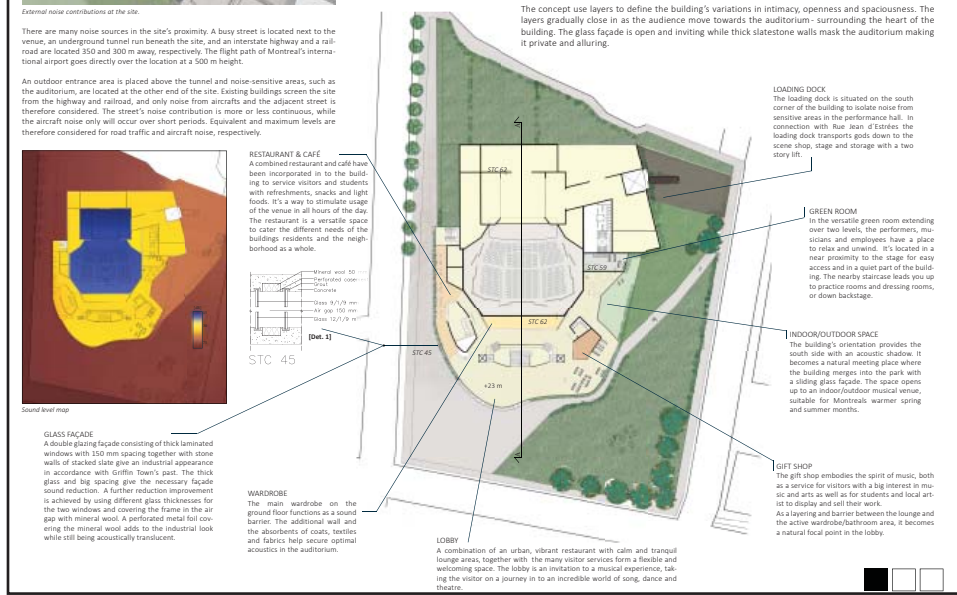 External noise contributions at the site.
There are many noise sources in the site's proximity. A busy street is located next to the
venue, an underground tunnel run beneath the site, and an interstate highway and a rail-
road are located 350 and 300 m away, respectively. The flight path of Montreal's interna-
tional airport goes directly over the location at a 500 m height.
An outdoor entrance area is placed above the tunnel and noise-sensitive areas, such as
the auditorium, are located at the other end of the site. Existing buildings screen the site
from the highway and railroad, and only noise from aircrafts and the adjacent street is
therefore considered. The street's noise contribution is more or less continuous, while
the aircraft noise only will occur over short periods. Equivalent and maximum levels are
therefore considered for road traffic and aircraft noise, respectively.
The concept use layers to define the building's variations in intimacy, openness and spaciousness. The
layers gradually close in as the audience move towards the auditorium - surrounding the heart of the
building. The glass façade is open and inviting while thick slatestone walls mask the auditorium making
it private and alluring.
Sound level map
RESTAURANT & CAFÉ
A combined restaurant and café have
been incorporated in to the build-
ing to service visitors and students
with refreshments, snacks and light
foods. It's a way to stimulate usage
of the venue in all hours of the day.
The restaurant is a versatile space
to cater the different needs of the
buildings residents and the neigh-
borhood as a whole.
Mineral wool 50
Perforated case
Grout
Concrete
Glass 9/1/9 mm
Air gap 150 mm
Glass 12/1/9 m
[Det. 1]
STC 45
STC 62
STC 59
STC 62
STC 45
+23 m
LOADING DOCK
The loading dock is situated on the south
corner of the building to isolate noise from
sensitive areas in the performance hall. In
connection with Rue Jean d´Estrées the
loading dock transports gods down to the
scene shop, stage and storage with a two
story lift.
GREEN ROOM
In the versatile green room extending
over two levels, the performers, mu-
sicians and employees have a place
to relax and unwind. It's located in a
near proximity to the stage for easy
access and in a quiet part of the build-
ing. The nearby staircase leads you up
to practice rooms and dressing rooms,
or down backstage.
INDOOR/OUTDOOR SPACE
The building's orientation provides the
south side with an acoustic shadow. It
becomes a natural meeting place where
the building merges into the park with
a sliding glass façade. The space opens
up to an indoor/outdoor musical venue,
suitable for Montreals warmer spring
and summer months.
GIFT SHOP
The gift shop embodies the spirit of music, both
as a service for visitors with a big interest in mu-
sic and arts as well as for students and local art-
ist to display and sell their work.
As a layering and barrier between the lounge and
the active wardrobe/bathroom area, it becomes
a natural focal point in the lobby.
GLASS FAÇADE
A double glazing façade consisting of thick laminated
windows with 150 mm spacing together with stone
walls of stacked slate give an industrial appearance
in accordance with Griffin Town's past. The thick
glass and big spacing give the necessary façade
sound reduction. A further reduction improvement
is achieved by using different glass thicknesses for
the two windows and covering the frame in the air
gap with mineral wool. A perforated metal foil cov-
ering the mineral wool adds to the industrial look
while still being acoustically translucent.
WARDROBE
The main wardrobe on the
ground floor functions as a sound
barrier. The additional wall and
the absorbents of coats, textiles
and fabrics help secure optimal
acoustics in the auditorium.
LOBBY
A combination of an urban, vibrant restaurant with calm and tranquil
lounge areas, together with the many visitor services form a flexible and
welcoming space. The lobby is an invitation to a musical experience, tak-
ing the visitor on a journey in to an incredible world of song, dance and
theatre.